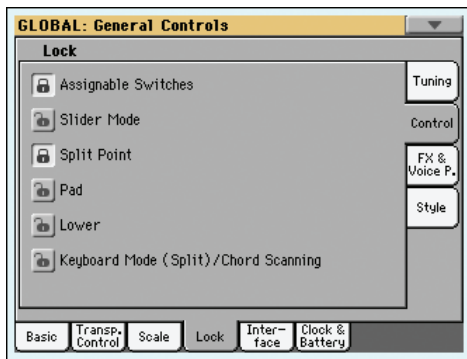 GLOBAL: General Controls
Lock
Assignable Switches
Slider Mode
Split Point
Pad
Lower
Keyboard Mode (Split)/Chord Scanning
Tuning
Control
FX &
Voice P.
Style
Basic
Transp.
Control
Scale
Lock
Inter-
face
Clock &
Battery